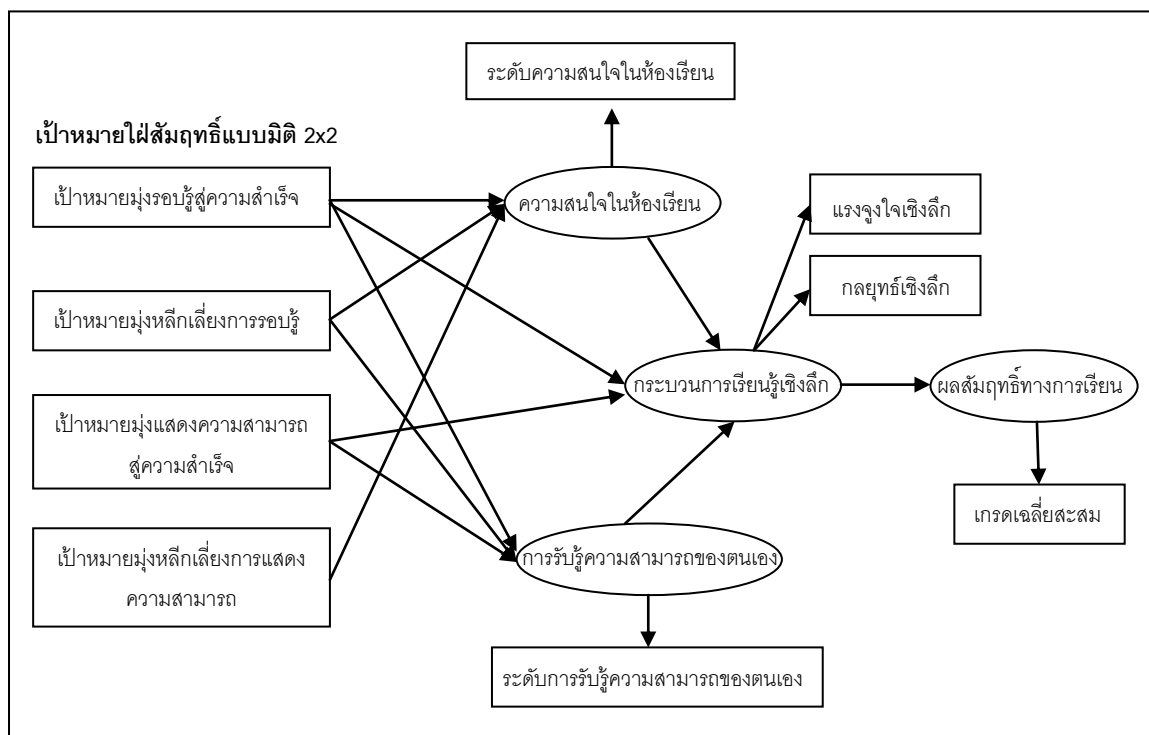 ระดับความสนใจในห้องเรียน
เป้าหมายใฝ่สัมฤทธิ์แบบมิติ 2x2
เป้าหมายมุ่งรอบรู้สู่ความสำเร็จ
ความสนใจในห้องเรียน
แรงจูงใจเชิงลึก
กลยุทธ์เชิงลึก
เป้าหมายมุ่งหลีกเลี่ยงการรอบรู้
กระบวนการเรียนรู้เชิงลึก
ผลสัมฤทธิ์ทางการเรียน
เป้าหมายมุ่งแสดงความสามารถ
สู่ความสำเร็จ
เกรดเฉลี่ยสะสม
เป้าหมายมุ่งหลีกเลี่ยงการแสดง
ความสามารถ
การรับรู้ความสามารถของตนเอง
ระดับการรับรู้ความสามารถของตนเอง